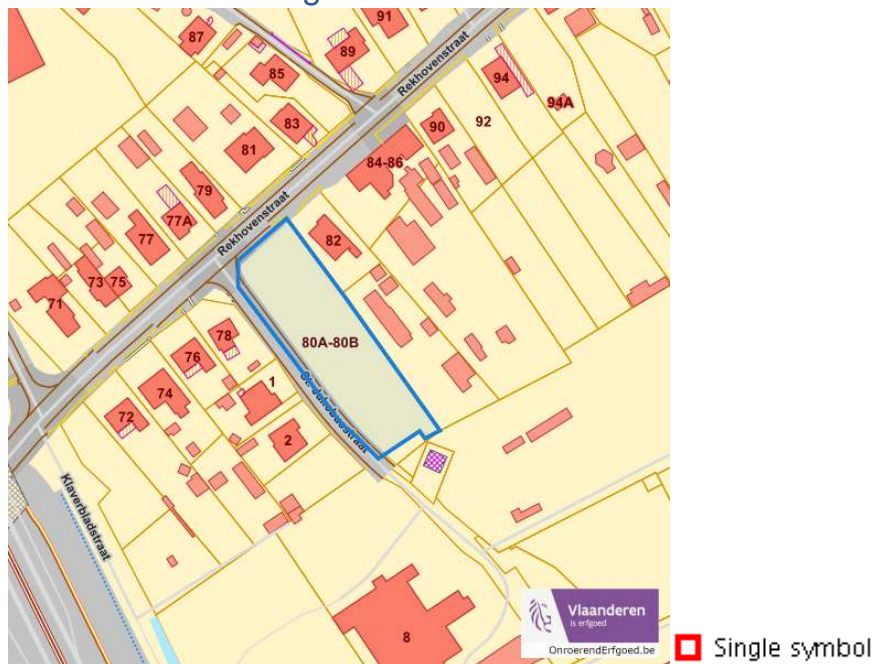 87
91
89
Rekhovenstraat
85
94
94A
83
90
92
81
84-86
79
77A
Rekhovenstraat
82
77
73
75
71
80A-80B
78
76
1
St. Jakobusstraat
74
72
2
Klaverbladstraat
8
Vlaanderen
is erfgoed
OnroerendErfgoed.be
Single symbol